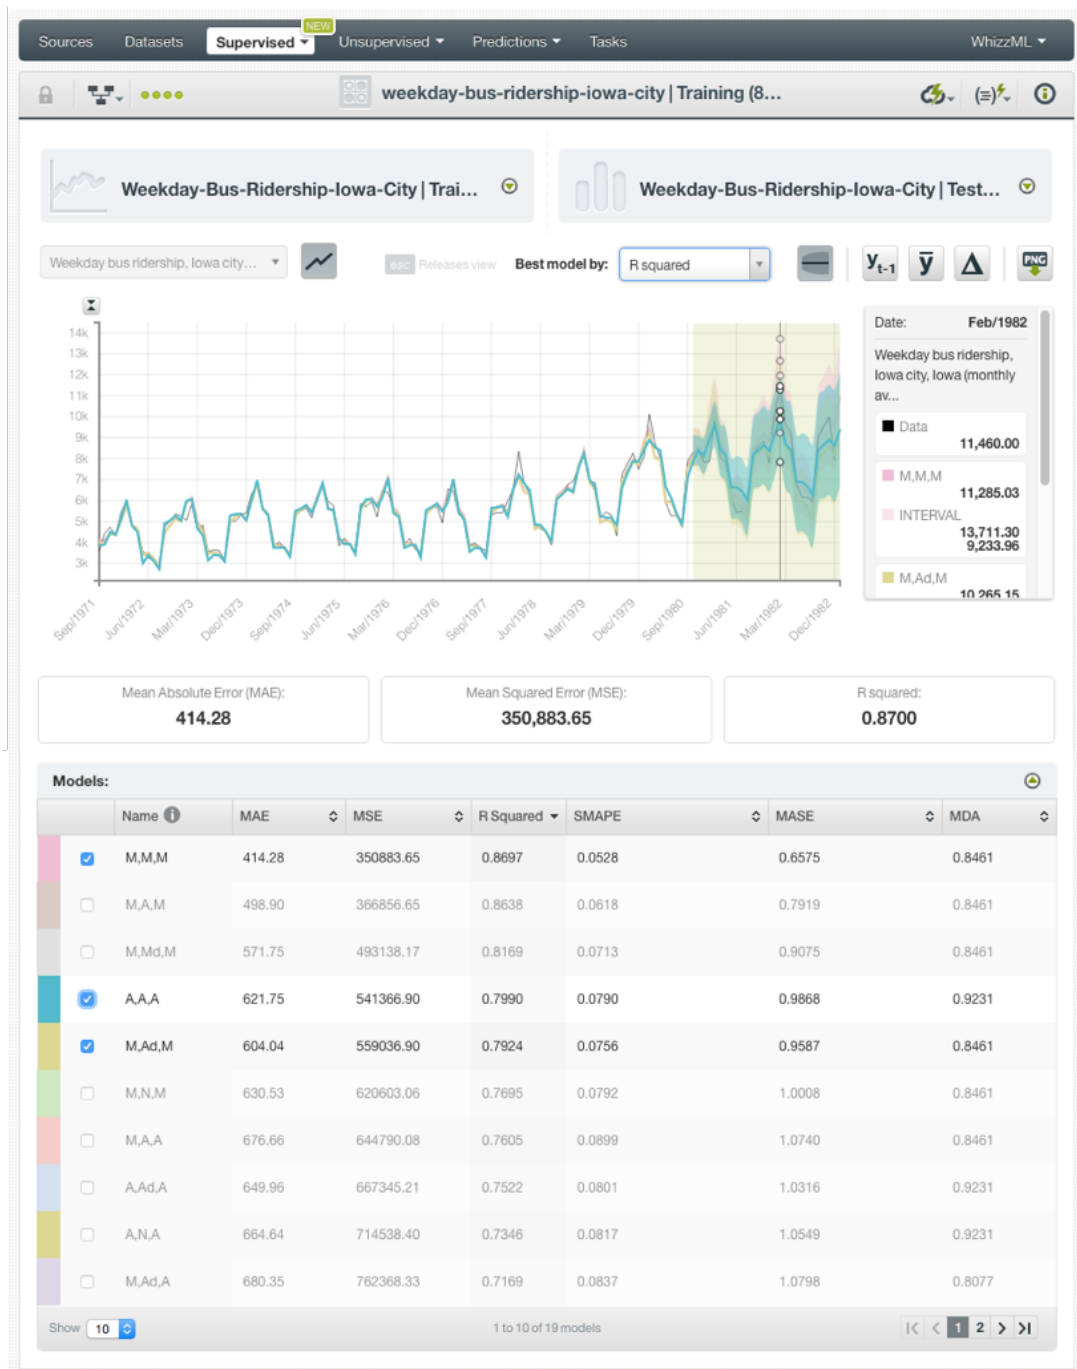 Sources Datasets Supervised NEW Unsupervised Predictions Tasks WhizzML
weekday-bus-ridership-iowa-city | Training (8...
Weekday-Bus-Ridership-Iowa-City | Trai... Weekday-Bus-Ridership-Iowa-City | Test...
Weekday bus ridership, Iowa city... esc Releases view Best model by: R squared yt-1 ȳ Δ PNG
14k
13k
12k
11k
10k
9k
8k
7k
6k
5k
4k
3k
Sep/1971 Jun/1972 Mar/1973 Dec/1973 Sep/1974 Jun/1975 Mar/1976 Dec/1976 Sep/1977 Jun/1978 Mar/1979 Dec/1979 Sep/1980 Jun/1981 Mar/1982 Dec/1982
Date: Feb/1982
Weekday bus ridership,
Iowa city, Iowa (monthly
av...
Data
11,460.00
M,M,M
11,285.03
INTERVAL
13,711.30
9,233.96
M,Ad,M
10,265.15
Mean Absolute Error (MAE): Mean Squared Error (MSE): R squared:
414.28 350,883.65 0.8700
Models:
Name MAE MSE R Squared SMAPE MASE MDA
M,M,M 414.28 350883.65 0.8697 0.0528 0.6575 0.8461
M,A,M 498.90 366856.65 0.8638 0.0618 0.7919 0.8461
M,Md,M 571.75 493138.17 0.8169 0.0713 0.9075 0.8461
A,A,A 621.75 541366.90 0.7990 0.0790 0.9868 0.9231
M,Ad,M 604.04 559036.90 0.7924 0.0756 0.9587 0.8461
M,N,M 630.53 620603.06 0.7695 0.0792 1.0008 0.8461
M,A,A 676.66 644790.08 0.7605 0.0899 1.0740 0.8461
A,Ad,A 649.96 667345.21 0.7522 0.0801 1.0316 0.9231
A,N,A 664.64 714538.40 0.7346 0.0817 1.0549 0.9231
M,Ad,A 680.35 762368.33 0.7169 0.0837 1.0798 0.8077
Show 10 1 to 10 of 19 models 1 2